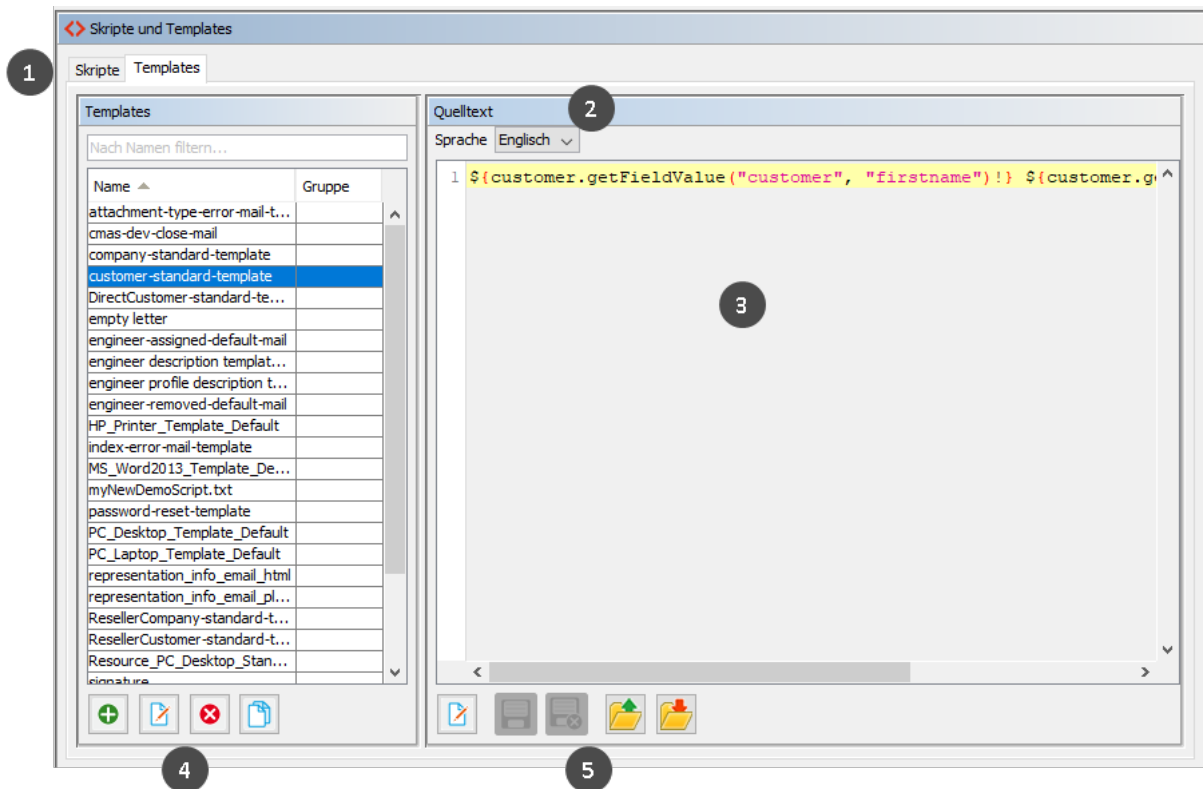 Skripte und Templates
1
Skripte Templates
Templates
Nach Namen filtern...
Name Gruppe
attachment-type-error-mail-t...
cmas-dev-close-mail
company-standard-template
customer-standard-template
DirectCustomer-standard-te...
empty letter
engineer-assigned-default-mail
engineer description templat...
engineer profile description t...
engineer-removed-default-mail
HP_Printer_Template_Default
index-error-mail-template
MS_Word2013_Template_De...
myNewDemoScript.txt
password-reset-template
PC_Desktop_Template_Default
PC_Laptop_Template_Default
representation_info_email_html
representation_info_email_pl...
ResellerCompany-standard-t...
ResellerCustomer-standard-t...
Resource_PC_Desktop_Stan...
signature
4
Quelltext
2
Sprache Englisch
1 ${customer.getFieldValue("customer", "firstname")!} ${customer.ge
3
5